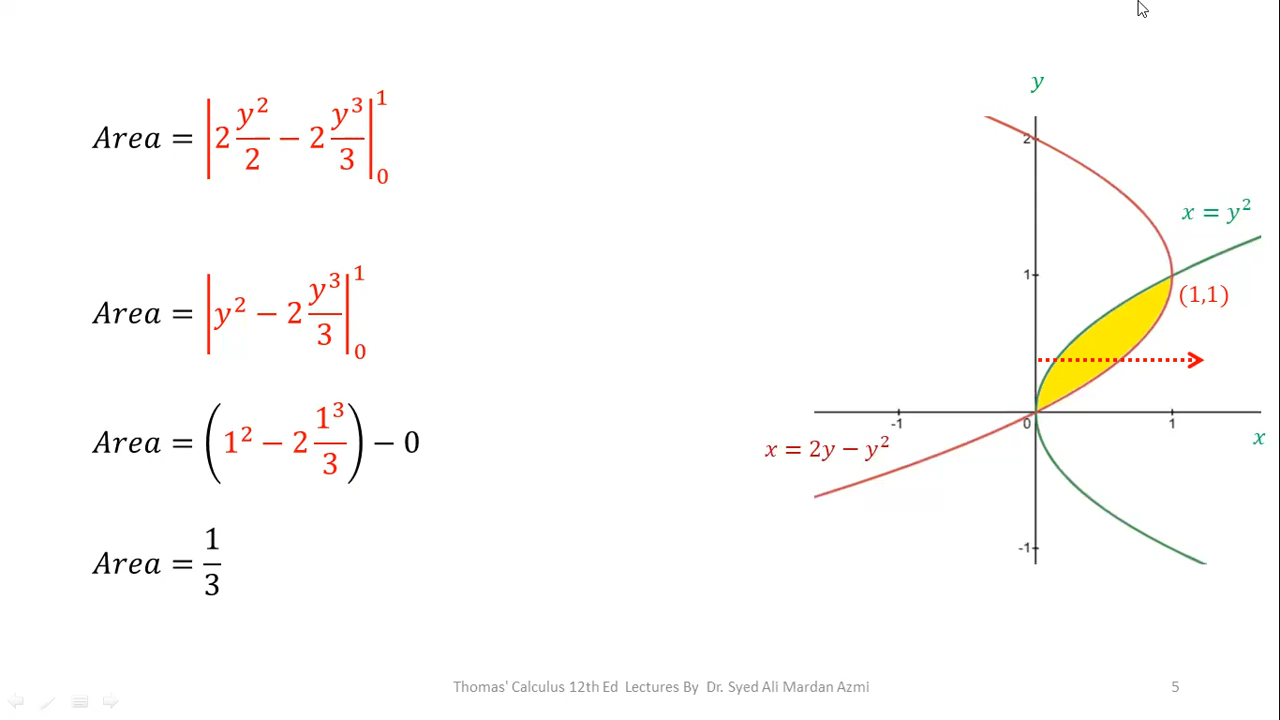 Area = |2 y²/2 − 2 y³/3|₀¹
Area = |y² − 2 y³/3|₀¹
Area = (1² − 2 1³/3) − 0
Area = 1/3
y
2
x = y²
1
(1,1)
-1
0
1
x
x = 2y − y²
-1
Thomas' Calculus 12th Ed Lectures By Dr. Syed Ali Mardan Azmi
5